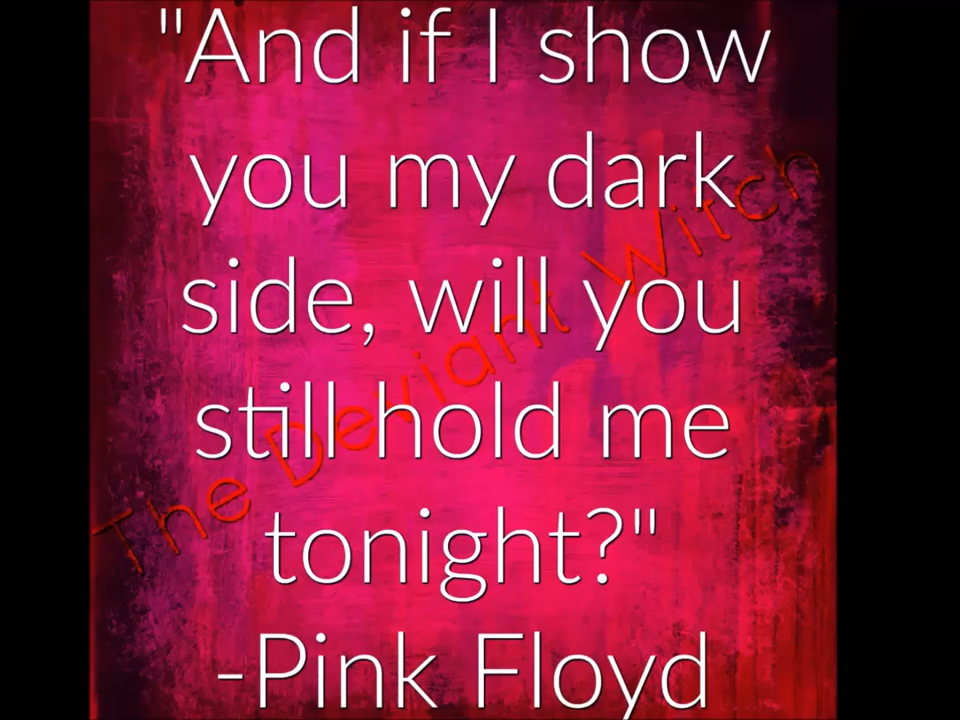 "And if I show
you my dark
side, will you
still hold me
tonight?"
-Pink Floyd
The Deviant Witch